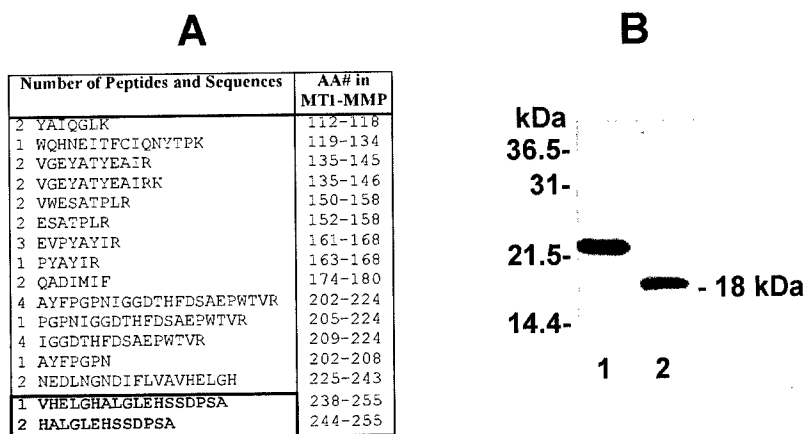 A
Number of Peptides and Sequences AA# in MT1-MMP
2 YAIQGLK 112-118
1 WQHNEITFCIQNYTPK 119-134
2 VGEYATYEAIR 135-145
2 VGEYATYEAIRK 135-146
2 VWESATPLR 150-158
2 ESATPLR 152-158
3 EVPYAYIR 161-168
1 PYAYIR 163-168
2 QADIMIF 174-180
4 AYFPGPNIGGDTHFDSAEPWTVR 202-224
1 PGPNIGGDTHFDSAEPWTVR 205-224
4 IGGDTHFDSAEPWTVR 209-224
1 AYFPGPN 202-208
2 NEDLNGNDIFLVAVHELGH 225-243
1 VHELGHALGLEHSSDPSA 238-255
2 HALGLEHSSDPSA 244-255
B
kDa
36.5-
31-
21.5-
- 18 kDa
14.4-
1 2